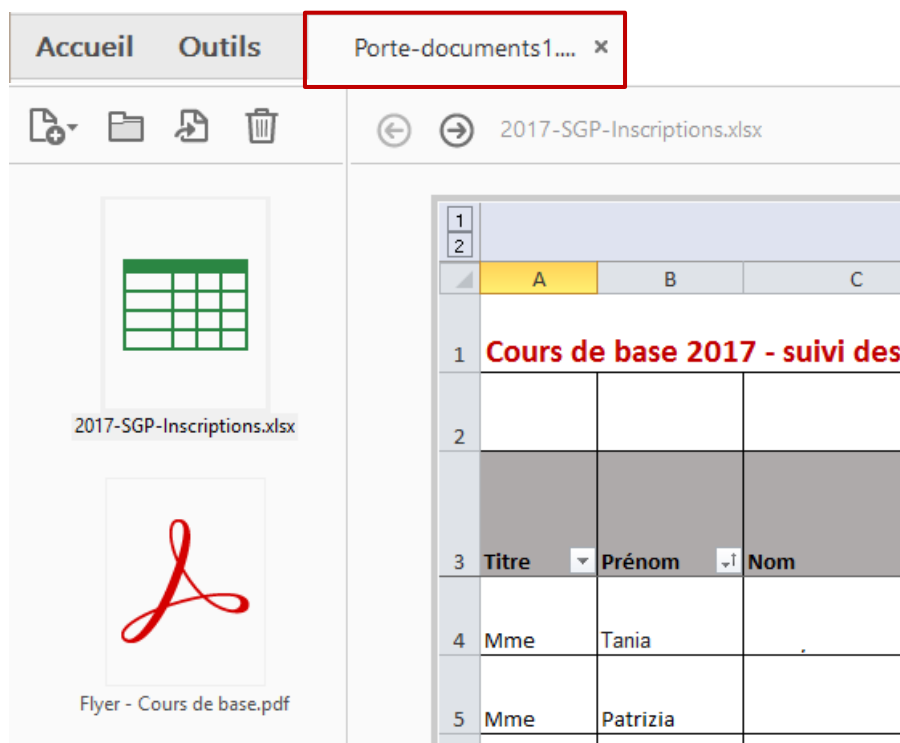 Accueil Outils Porte-documents1.... ×
2017-SGP-Inscriptions.xlsx
1
2
A B C
1 Cours de base 2017 - suivi des
2
3 Titre Prénom Nom
4 Mme Tania
5 Mme Patrizia
2017-SGP-Inscriptions.xlsx
Flyer - Cours de base.pdf